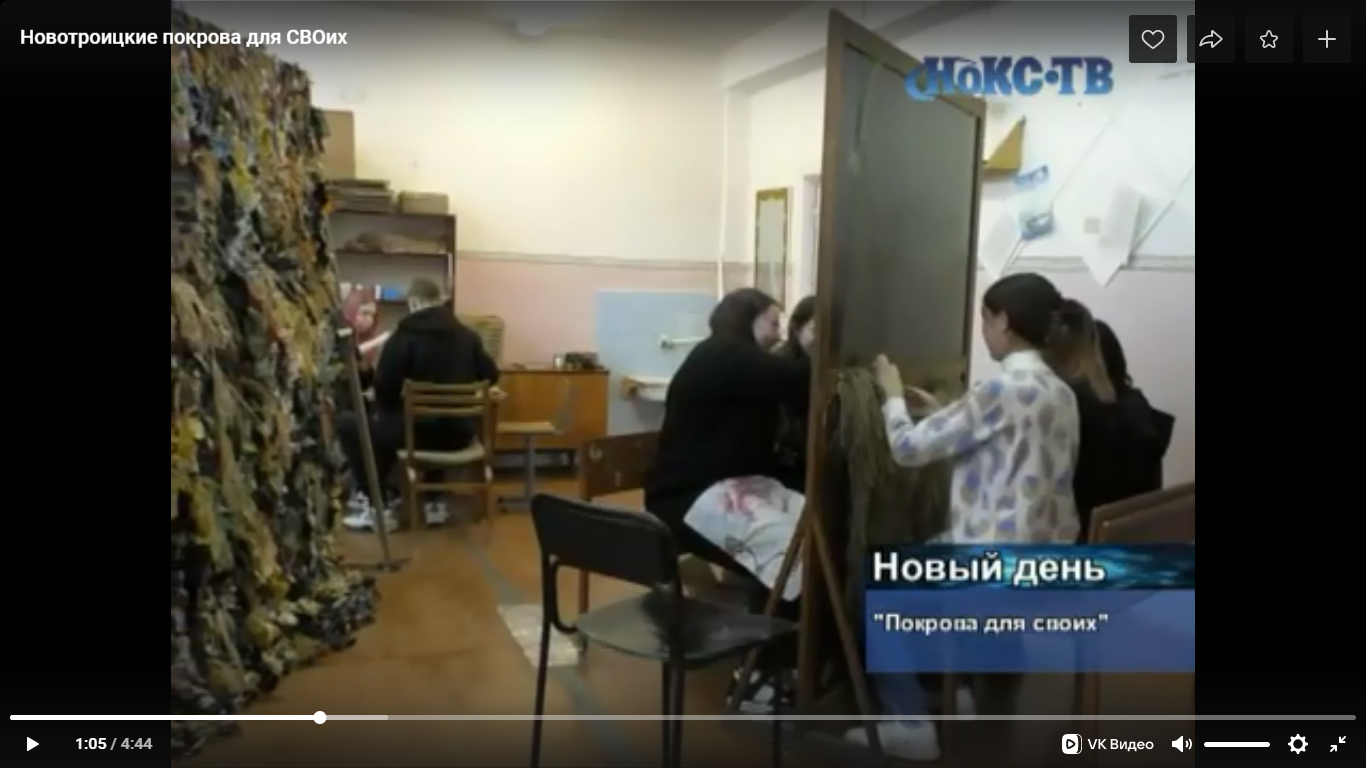 Новотроицкие покрова для СВОих
НОКС•ТВ
Новый день
"Покрова для своих"
1:05 / 4:44
VK Видео